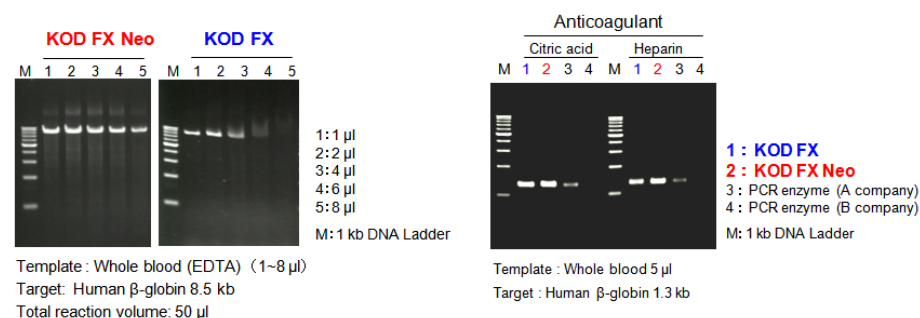 KOD FX Neo
KOD FX
M 1 2 3 4 5
1 2 3 4 5
1:1 μl
2:2 μl
3:4 μl
4:6 μl
5:8 μl
M:1 kb DNA Ladder
Template : Whole blood (EDTA) (1~8 μl)
Target: Human β-globin 8.5 kb
Total reaction volume: 50 μl
Anticoagulant
Citric acid
Heparin
M 1 2 3 4
M 1 2 3 4
1 : KOD FX
2 : KOD FX Neo
3 : PCR enzyme (A company)
4 : PCR enzyme (B company)
M: 1 kb DNA Ladder
Template : Whole blood 5 μl
Target : Human β-globin 1.3 kb